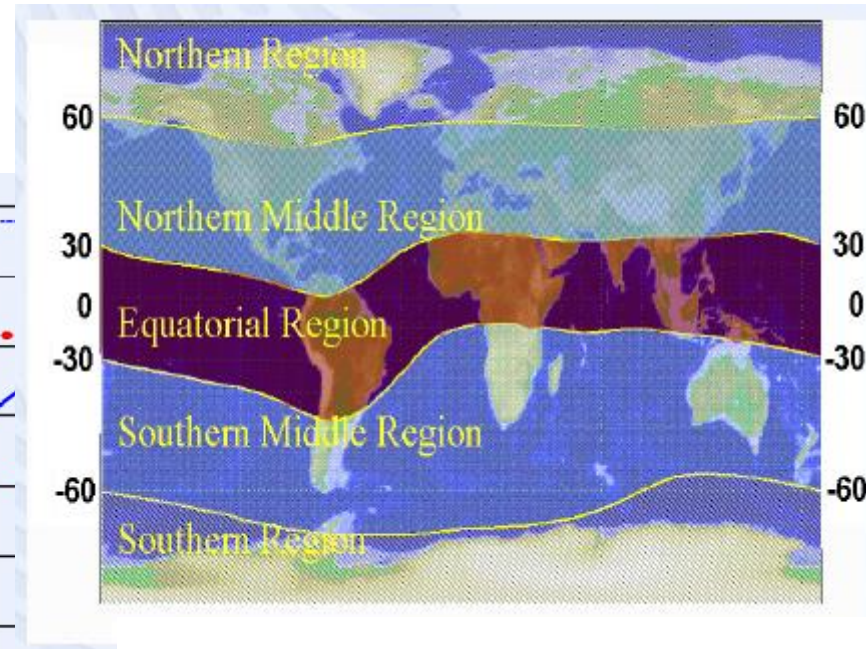 Northern Region
60 60
Northern Middle Region
30 30
0 0
Equatorial Region
-30 -30
Southern Middle Region
-60 -60
Southern Region